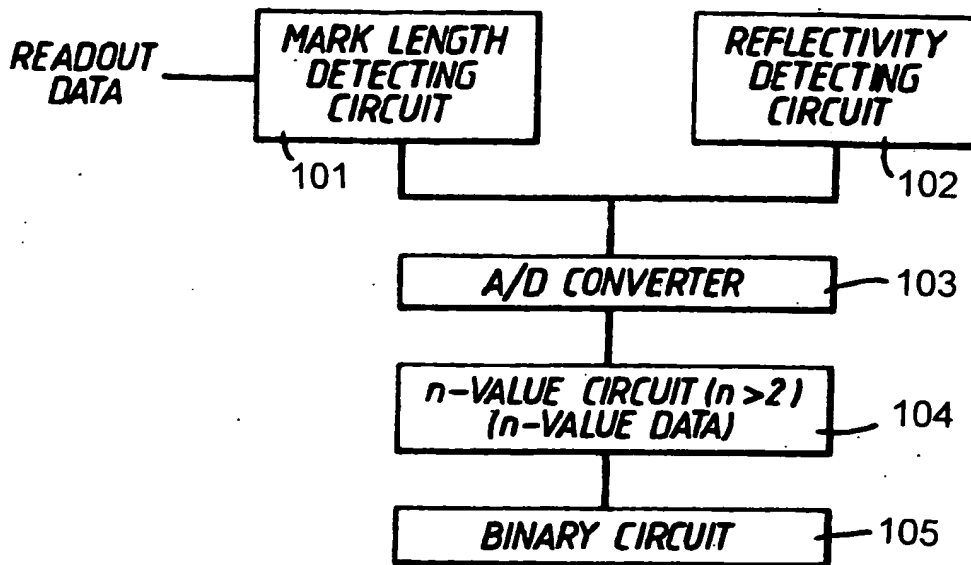 READOUT
DATA
MARK LENGTH
DETECTING
CIRCUIT
101
REFLECTIVITY
DETECTING
CIRCUIT
102
A/D CONVERTER
103
n-VALUE CIRCUIT (n>2)
(n-VALUE DATA)
104
BINARY CIRCUIT
105